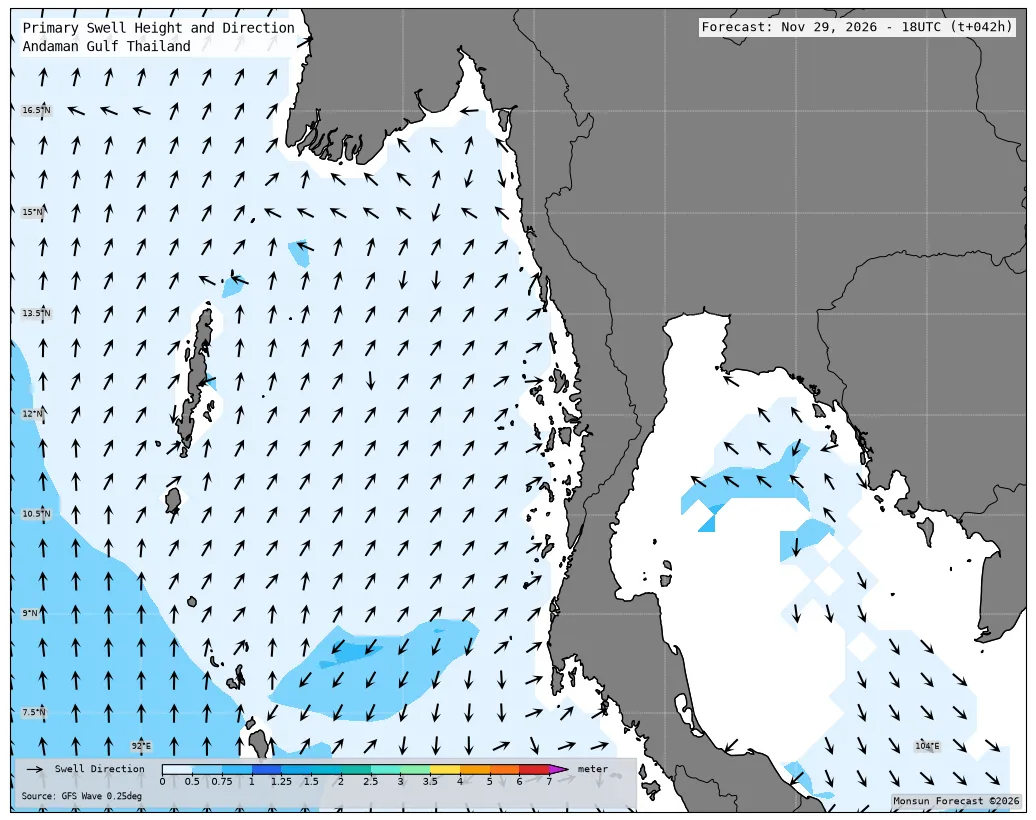 Primary Swell Height and Direction
Andaman Gulf Thailand
Forecast: Nov 29, 2026 - 18UTC (t+042h)
16.5°N
15°N
13.5°N
12°N
10.5°N
9°N
7.5°N
92°E
104°E
Swell Direction
meter
0 0.5 0.75 1 1.25 1.5 2 2.5 3 3.5 4 5 6 7
Source: GFS Wave 0.25deg
Monsun Forecast ©2026